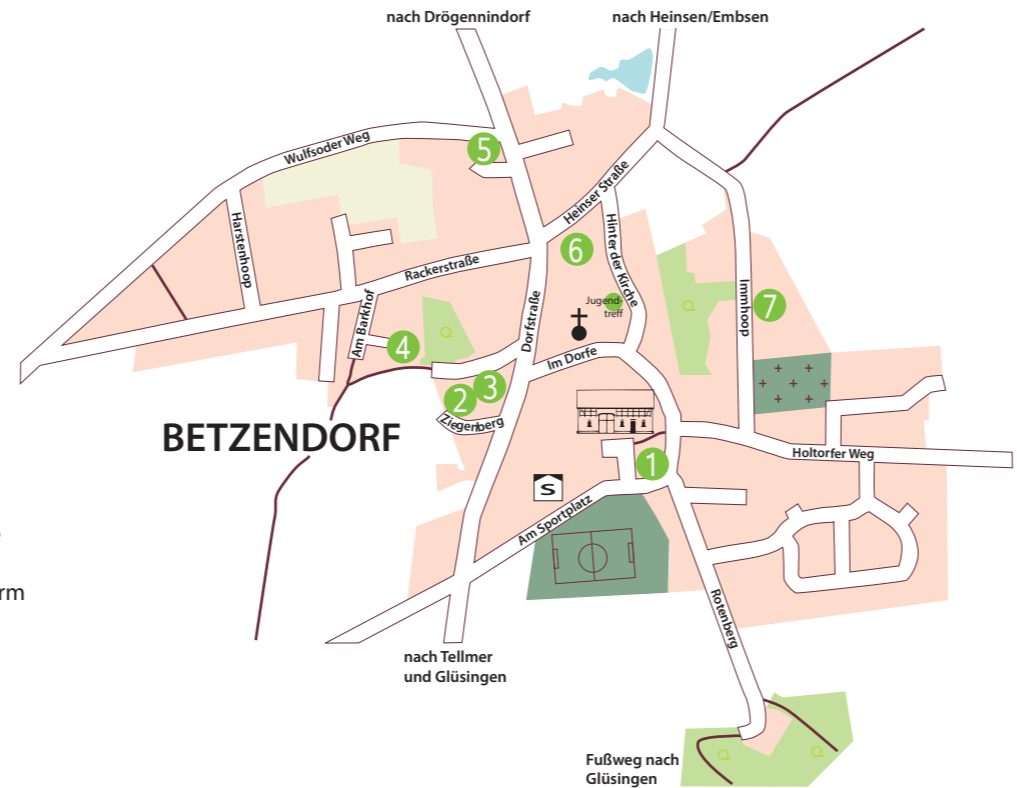 nach Drögennindorf
nach Heinsen/Embsen
Wulfsoder Weg
5
Heinser Straße
Harstenhoop
Hinter der Kirche
6
Rackerstraße
Immhoop
7
Jugend-
treff
Am Barkhof
Dorfstraße
4
Im Dorfe
3
2
Ziegenberg
BETZENDORF
Holtorfer Weg
1
S
Am Sportplatz
rm
Rotenberg
nach Tellmer
und Glüsingen
Fußweg nach
Glüsingen